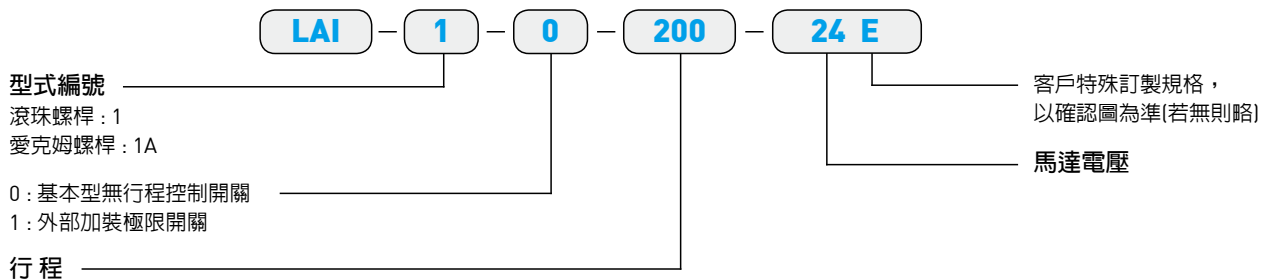 LAI - 1 - 0 - 200 - 24 E
型式編號
滾珠螺桿 : 1
愛克姆螺桿 : 1A
0 : 基本型無行程控制開關
1 : 外部加裝極限開關
行 程
客戶特殊訂製規格，
以確認圖為準(若無則略)
馬達電壓